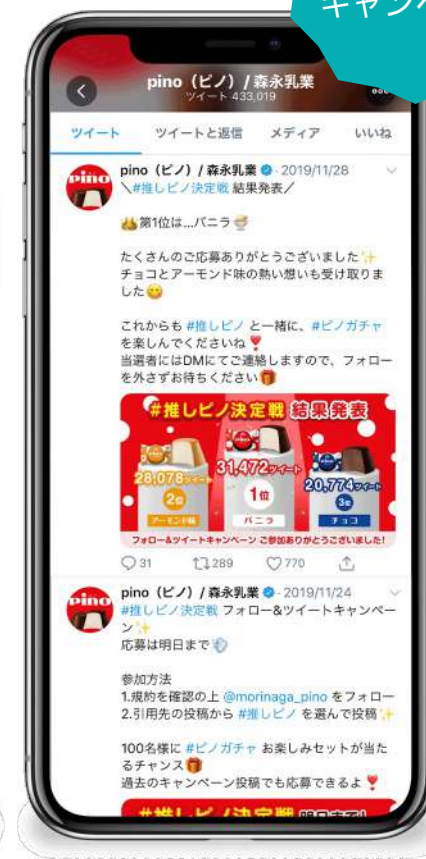 キャンペ
pino（ピノ）/ 森永乳業
ツイート 433,019
ツイート ツイートと返信 メディア いいね
pino（ピノ）/ 森永乳業 · 2019/11/28
＼#推しピノ決定戦 結果発表／
👑第1位は...バニラ🍨
たくさんのご応募ありがとうございました✨
チョコとアーモンド味の熱い想いも受け取りま
した😋
これからも #推しピノ と一緒に、#ピノガチャ
を楽しんでくださいね❣
当選者にはDMにてご連絡しますので、フォロー
を外さずお待ちください🎁
#推しピノ決定戦 結果発表
28,078ツイート
31,472ツイート
20,774ツイート
2位
1位
3位
アーモンド味
バニラ
チョコ
フォロー&ツイートキャンペーン ご参加ありがとうございました!
31 289 770
pino（ピノ）/ 森永乳業 · 2019/11/24
#推しピノ決定戦 フォロー&ツイートキャンペー
ン✨
応募は明日まで💨
参加方法
1.規約を確認の上 @morinaga_pino をフォロー
2.引用先の投稿から #推しピノ を選んで投稿✨
100名様に #ピノガチャ お楽しみセットが当た
るチャンス🎁
過去のキャンペーン投稿でも応募できるよ❣
#推しピノ決定戦 明日まで!